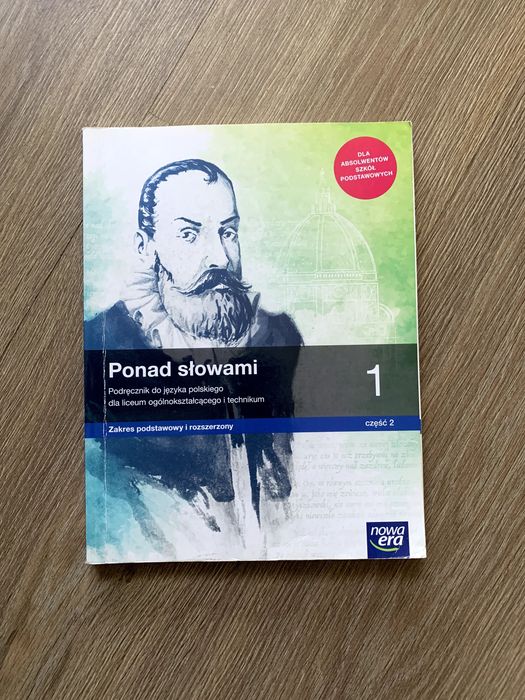 DLA
ABSOLWENTÓW
SZKÓŁ
PODSTAWOWYCH
Ponad słowami
1
Podręcznik do języka polskiego
dla liceum ogólnokształcącego i technikum
Zakres podstawowy i rozszerzony
część 2
nowa
era